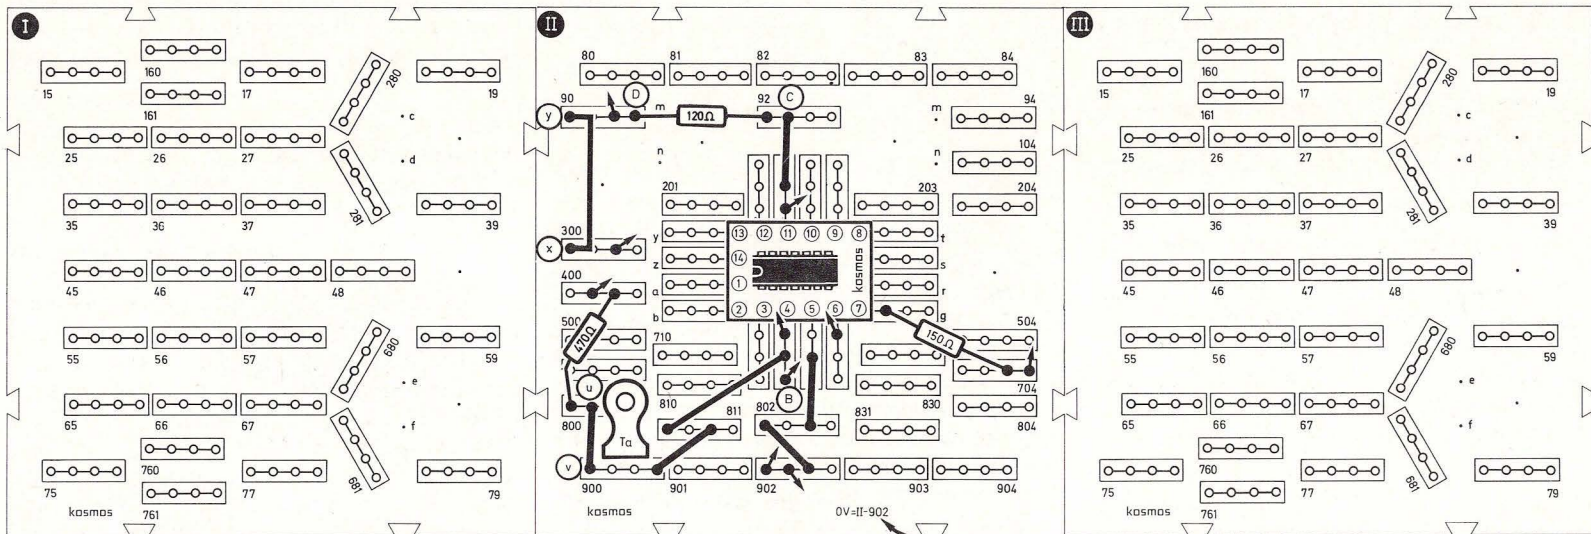 I
160
15
161
17
280
19
c
25
26
27
d
35
36
37
281
39
45
46
47
48
55
56
57
680
59
e
65
66
67
f
760
75
761
77
681
79
kosmos
II
80 81 82 83 84
y 90 D m 120Ω 92 C m 94
n n 104
201 203 204
x 300 y 13 12 11 10 9 8 t
z 14 kosmos s
400 a 1 r
b 2 3 4 5 6 7 g
470Ω 150Ω
500 710 504
u 704
800 Ta 810 811 B 802 831 830 804
v 900 901 902 903 904
kosmos OV=II-902
III
160
15
161
17
280
19
c
25
26
27
d
35
36
37
281
39
45
46
47
48
55
56
57
680
59
e
65
66
67
f
760
75
761
77
681
79
kosmos